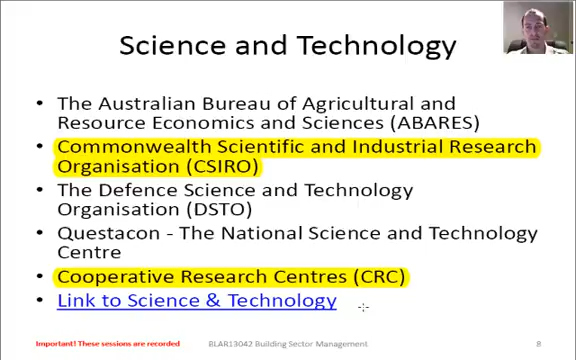 Science and Technology
• The Australian Bureau of Agricultural and
Resource Economics and Sciences (ABARES)
• Commonwealth Scientific and Industrial Research
Organisation (CSIRO)
• The Defence Science and Technology
Organisation (DSTO)
• Questacon - The National Science and Technology
Centre
• Cooperative Research Centres (CRC)
• Link to Science & Technology
Important! These sessions are recorded
BLAR13042 Building Sector Management
8